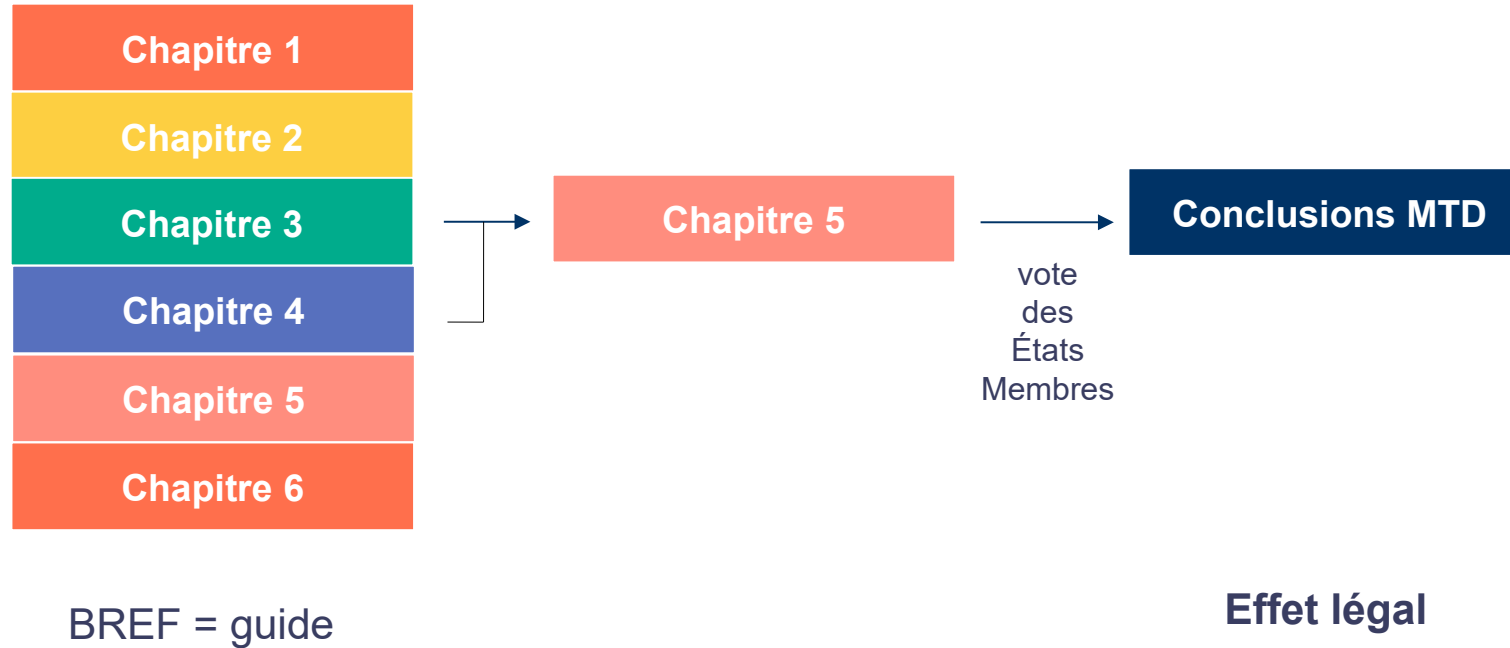 Chapitre 1
Chapitre 2
Chapitre 3
Chapitre 4
Chapitre 5
Chapitre 6
BREF = guide
Chapitre 5
vote
des
États
Membres
Conclusions MTD
Effet légal